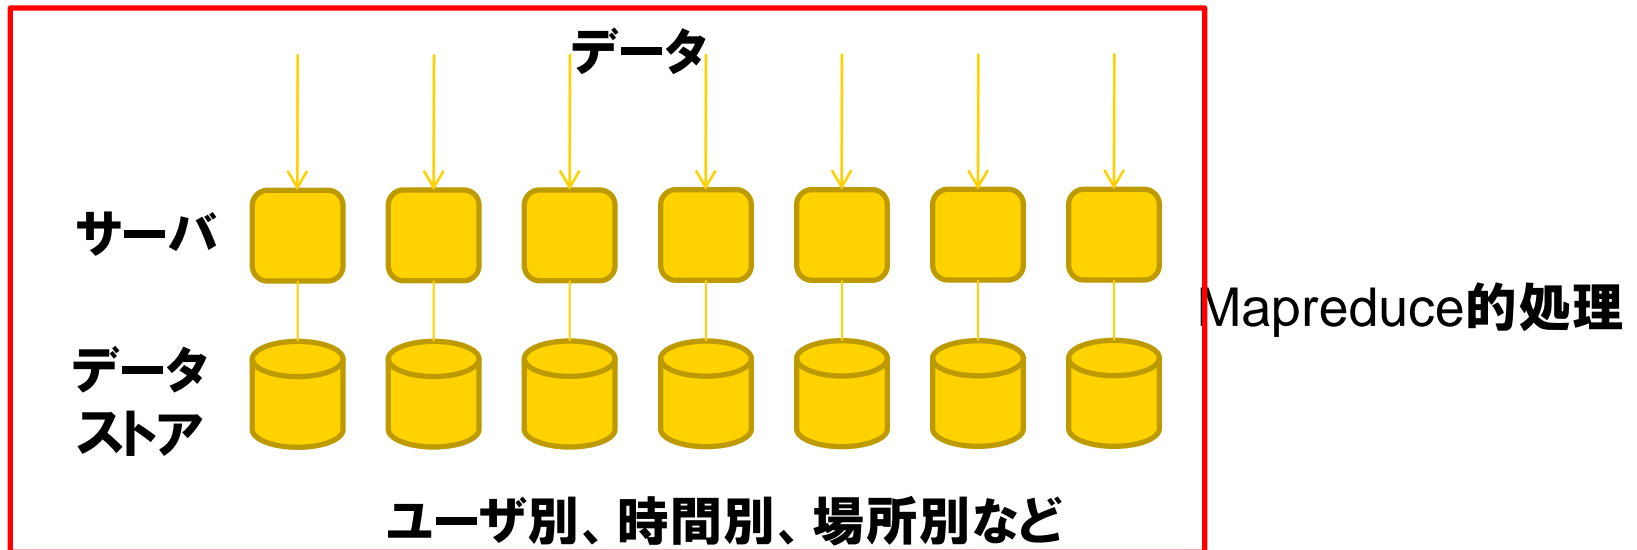 データ
サーバ
Mapreduce的処理
データ
ストア
ユーザ別、時間別、場所別など